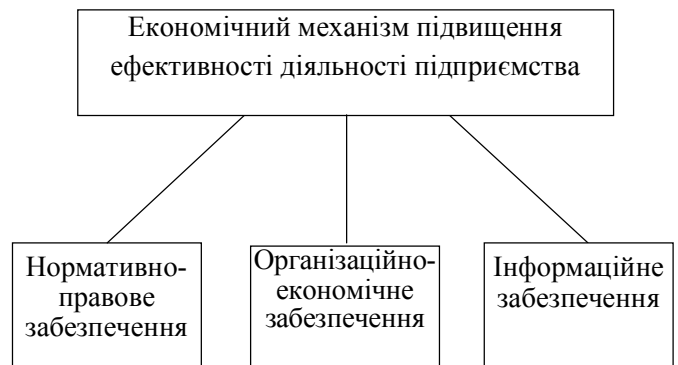 Економічний механізм підвищення
ефективності діяльності підприємства
Нормативно-
правове
забезпечення
Організаційно-
економічне
забезпечення
Інформаційне
забезпечення